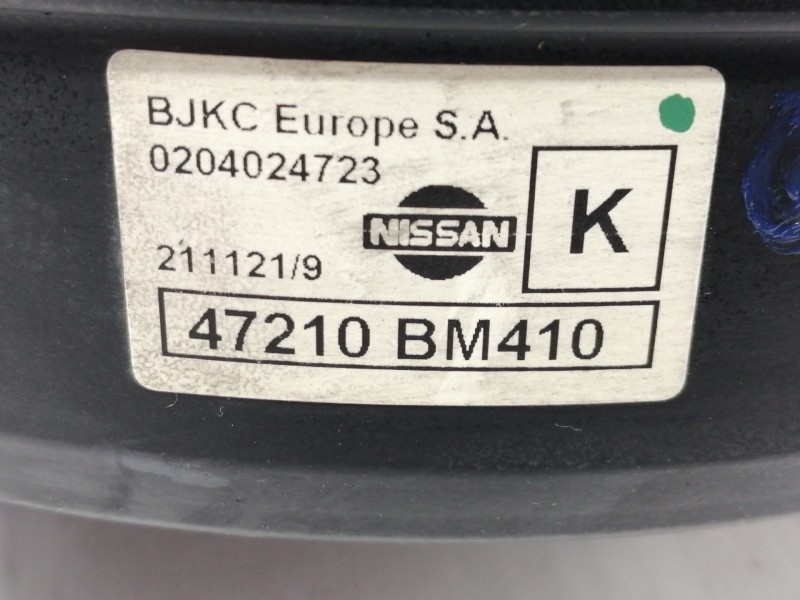 BJKC Europe S.A.
0204024723
NISSAN
K
211121/9
47210 BM410